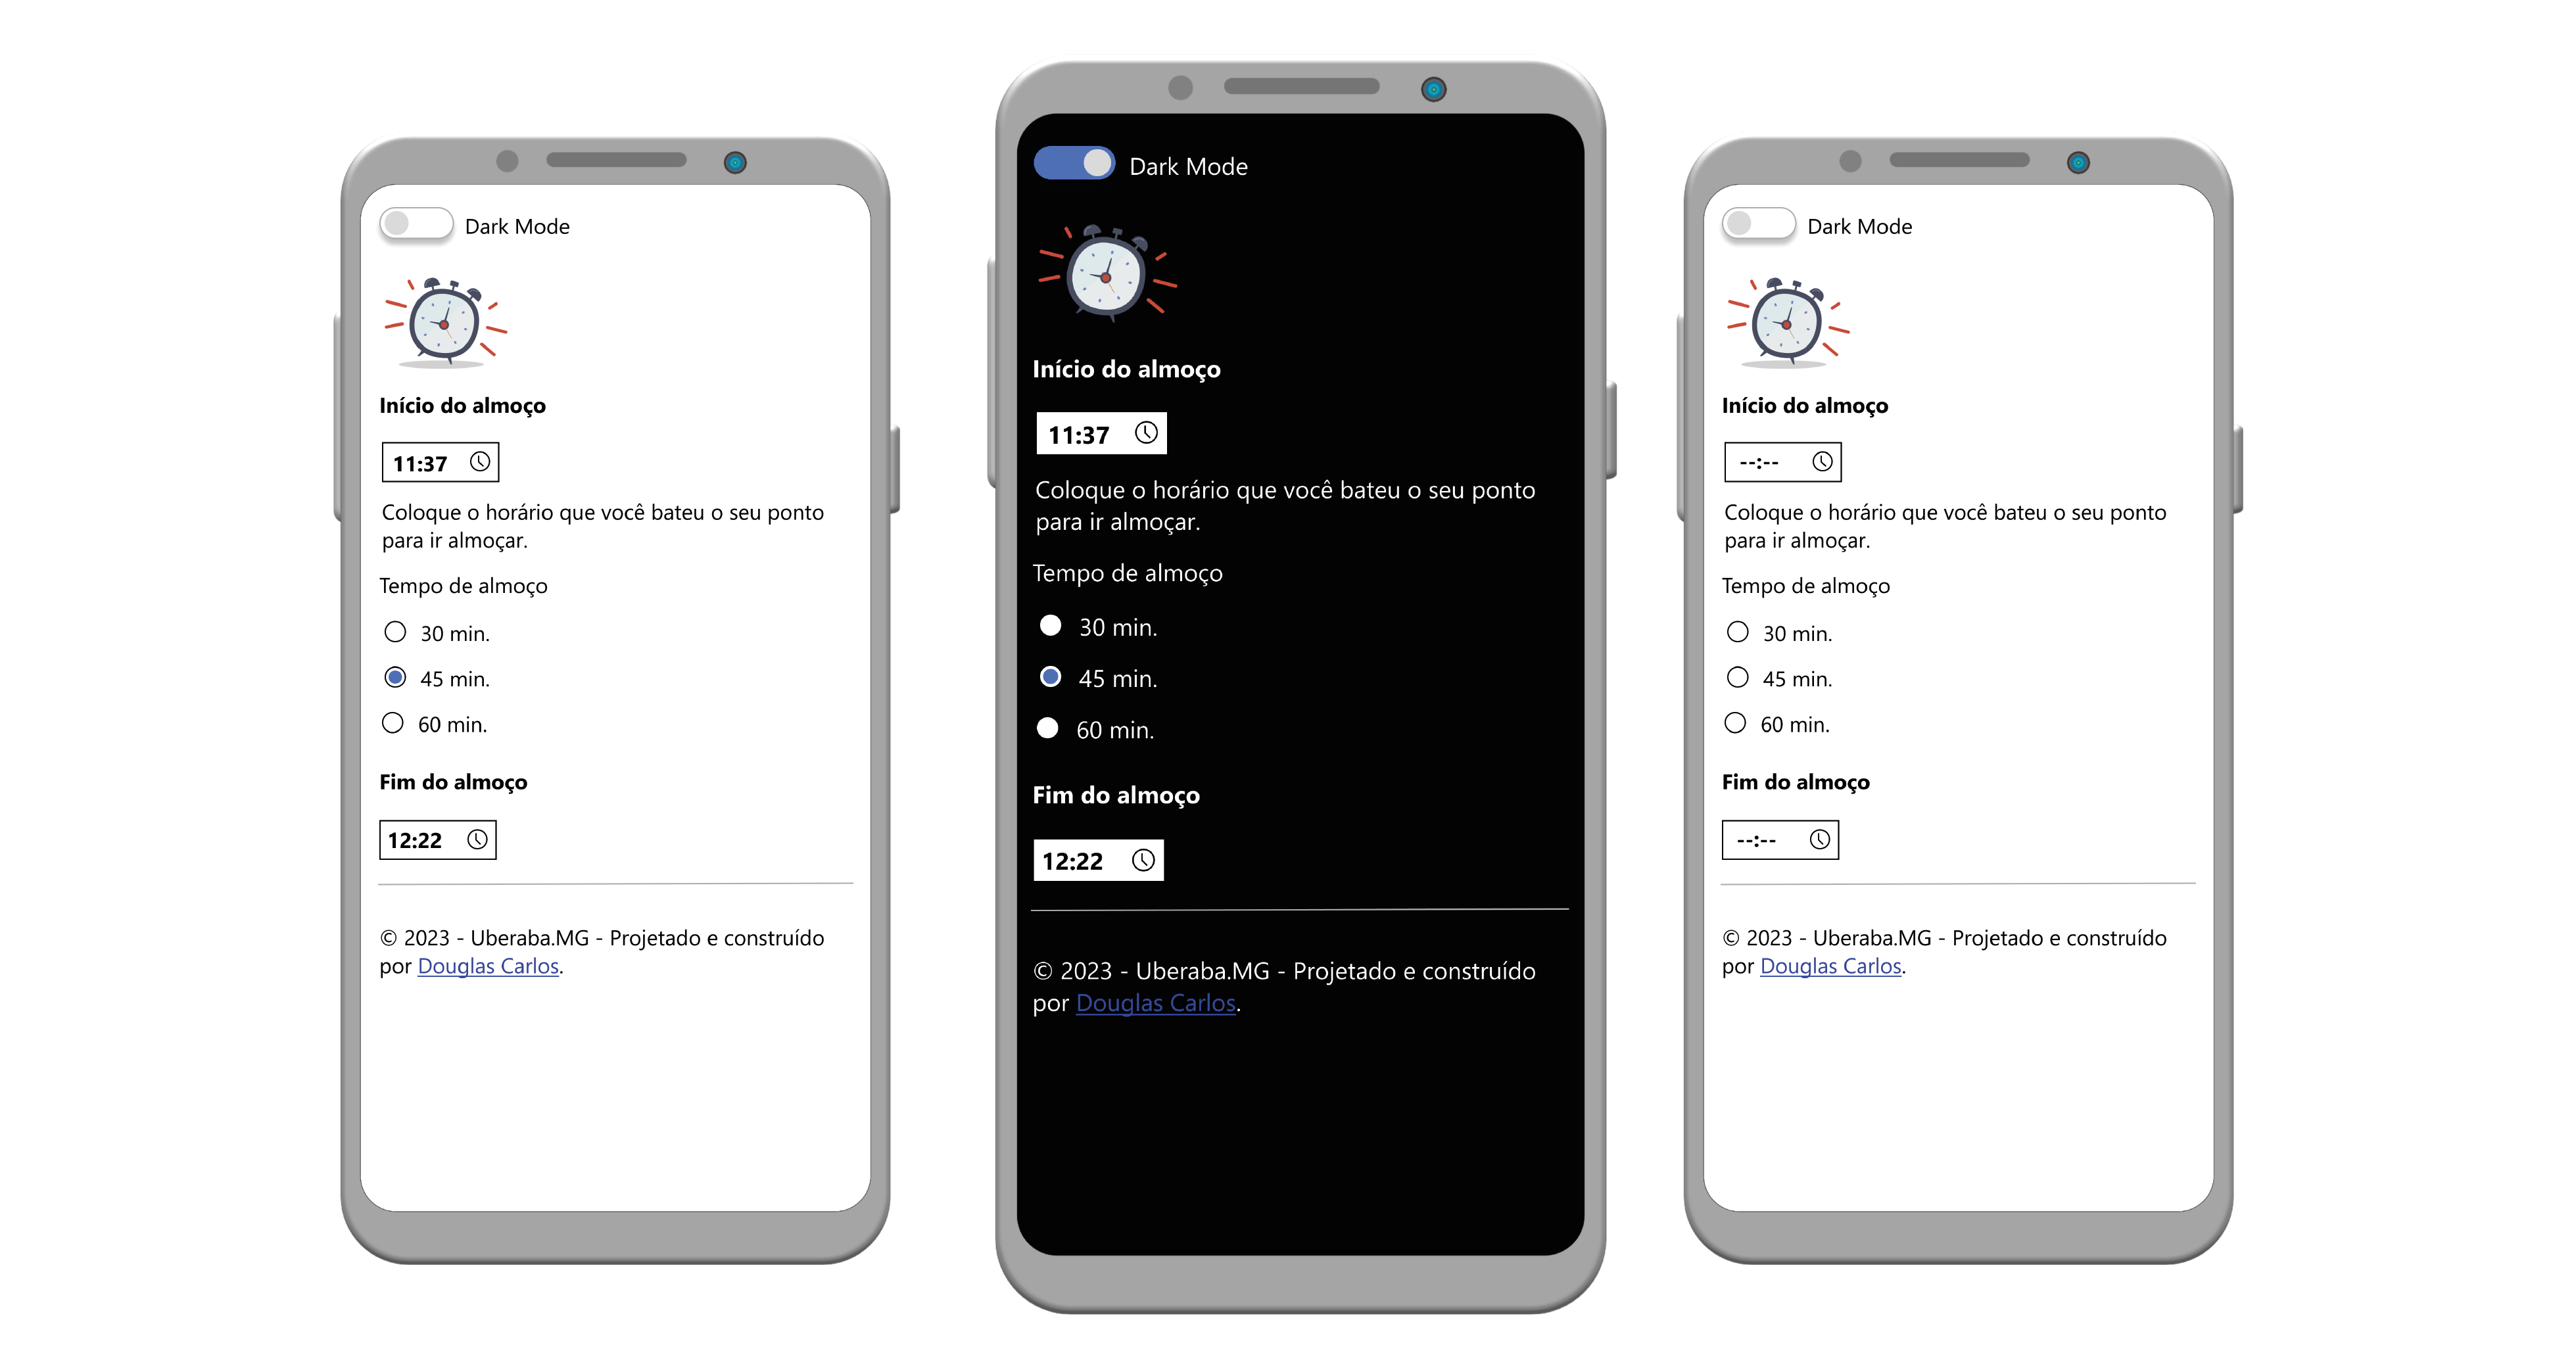 Dark Mode
Início do almoço
11:37
Coloque o horário que você bateu o seu ponto
para ir almoçar.
Tempo de almoço
30 min.
45 min.
60 min.
Fim do almoço
12:22
© 2023 - Uberaba.MG - Projetado e construído
por Douglas Carlos.
Dark Mode
Início do almoço
11:37
Coloque o horário que você bateu o seu ponto
para ir almoçar.
Tempo de almoço
30 min.
45 min.
60 min.
Fim do almoço
12:22
© 2023 - Uberaba.MG - Projetado e construído
por Douglas Carlos.
Dark Mode
Início do almoço
--:--
Coloque o horário que você bateu o seu ponto
para ir almoçar.
Tempo de almoço
30 min.
45 min.
60 min.
Fim do almoço
--:--
© 2023 - Uberaba.MG - Projetado e construído
por Douglas Carlos.